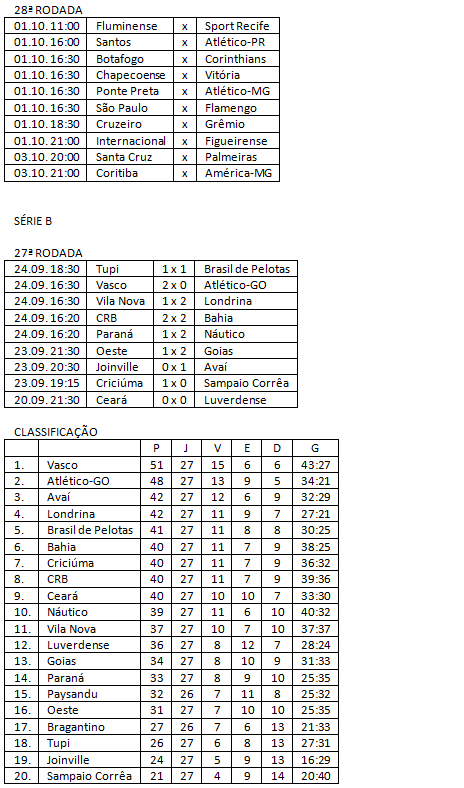 28ª RODADA
01.10. 11:00 Fluminense x Sport Recife
01.10. 16:00 Santos x Atlético-PR
01.10. 16:30 Botafogo x Corinthians
01.10. 16:30 Chapecoense x Vitória
01.10. 16:30 Ponte Preta x Atlético-MG
01.10. 16:30 São Paulo x Flamengo
01.10. 18:30 Cruzeiro x Grêmio
01.10. 21:00 Internacional x Figueirense
03.10. 20:00 Santa Cruz x Palmeiras
03.10. 21:00 Coritiba x América-MG
SÉRIE B
27ª RODADA
24.09. 18:30 Tupi 1 x 1 Brasil de Pelotas
24.09. 16:30 Vasco 2 x 0 Atlético-GO
24.09. 16:30 Vila Nova 1 x 2 Londrina
24.09. 16:20 CRB 2 x 2 Bahia
24.09. 16:20 Paraná 1 x 2 Náutico
23.09. 21:30 Oeste 1 x 2 Goias
23.09. 20:30 Joinville 0 x 1 Avaí
23.09. 19:15 Criciúma 1 x 0 Sampaio Corrêa
20.09. 21:30 Ceará 0 x 0 Luverdense
CLASSIFICAÇÃO
P J V E D G
1. Vasco 51 27 15 6 6 43:27
2. Atlético-GO 48 27 13 9 5 34:21
3. Avaí 42 27 12 6 9 32:29
4. Londrina 42 27 11 9 7 27:21
5. Brasil de Pelotas 41 27 11 8 8 30:25
6. Bahia 40 27 11 7 9 38:25
7. Criciúma 40 27 11 7 9 36:32
8. CRB 40 27 11 7 9 39:36
9. Ceará 40 27 10 10 7 33:30
10. Náutico 39 27 11 6 10 40:32
11. Vila Nova 37 27 10 7 10 37:37
12. Luverdense 36 27 8 12 7 28:24
13. Goias 34 27 8 10 9 31:33
14. Paraná 33 27 8 9 10 25:35
15. Paysandu 32 26 7 11 8 25:32
16. Oeste 31 27 7 10 10 25:35
17. Bragantino 27 26 7 6 13 21:33
18. Tupi 26 27 6 8 13 27:31
19. Joinville 24 27 5 9 13 16:29
20. Sampaio Corrêa 21 27 4 9 14 20:40